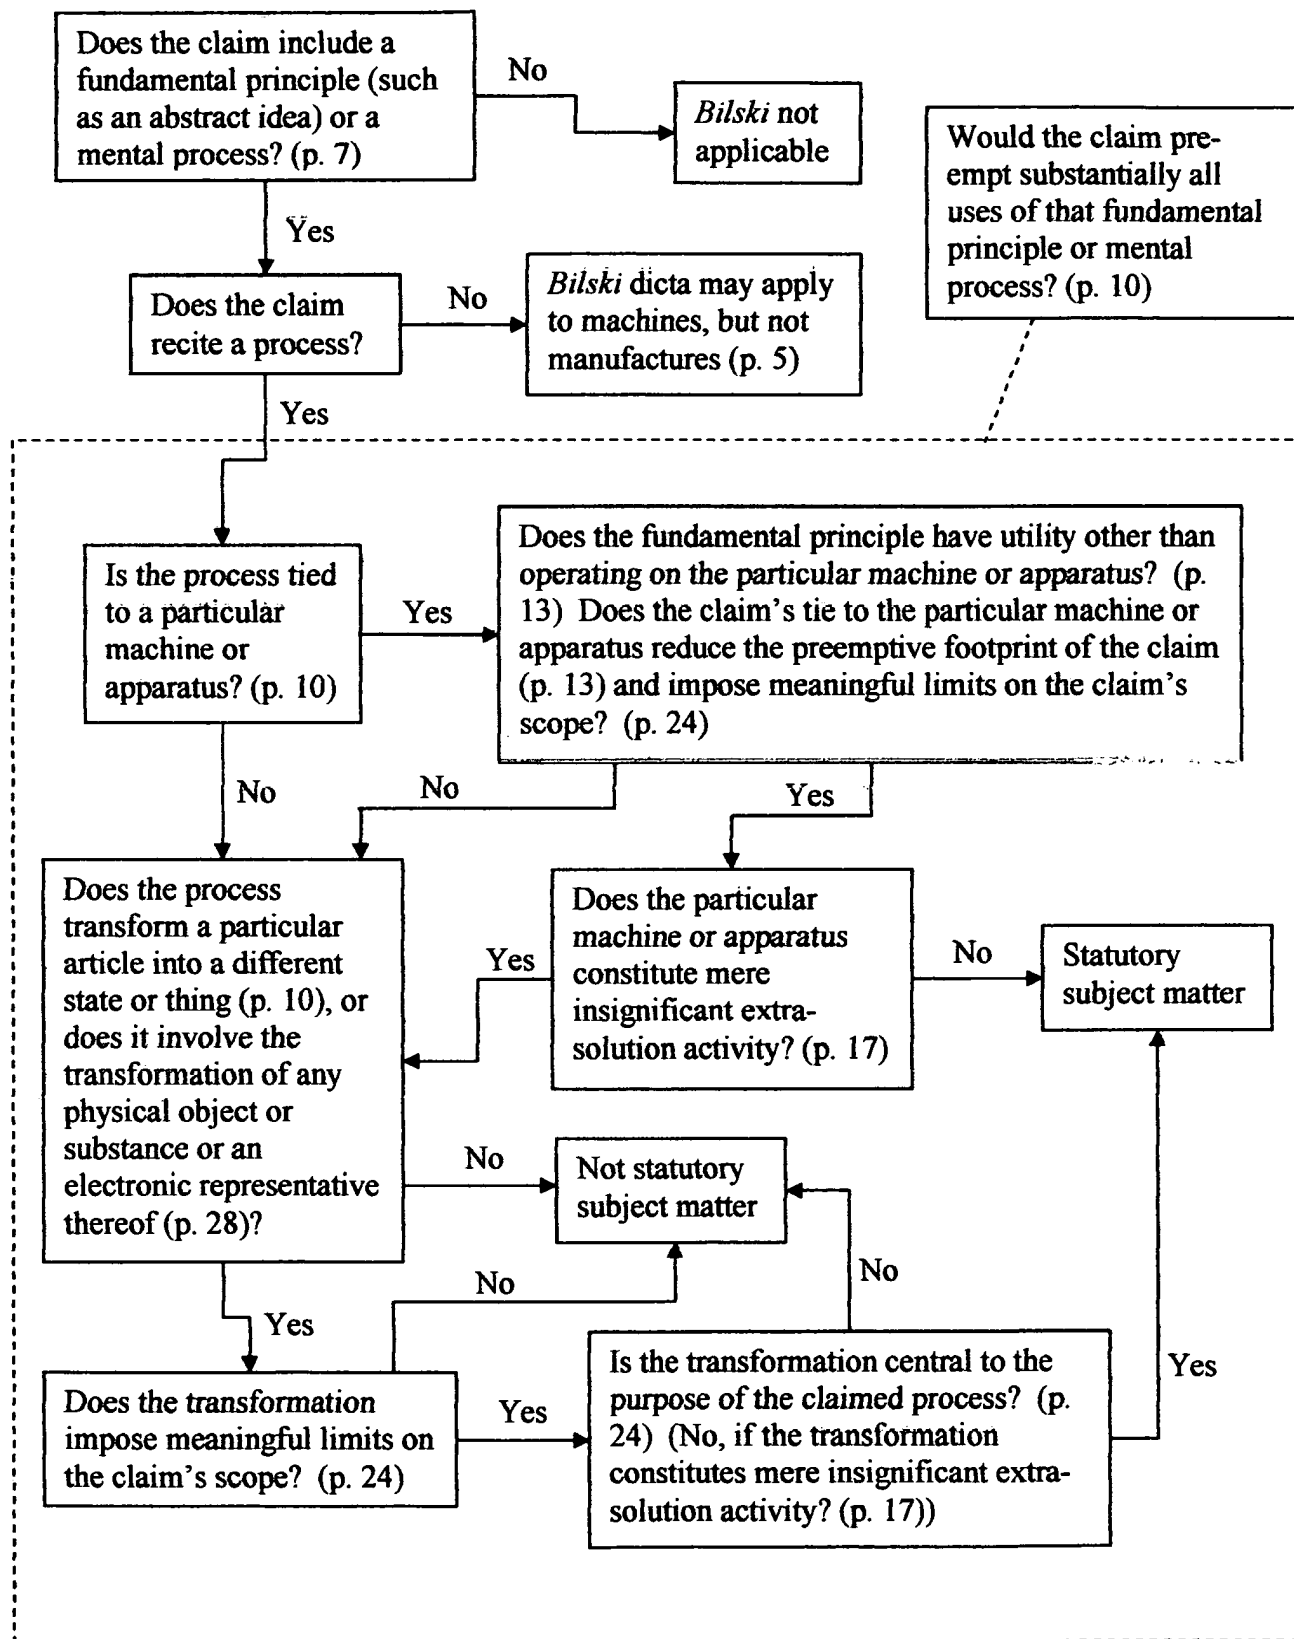 Does the claim include a
fundamental principle (such
as an abstract idea) or a
mental process? (p. 7)
No
Bilski not
applicable
Would the claim pre-
empt substantially all
uses of that fundamental
principle or mental
process? (p. 10)
Yes
Does the claim
recite a process?
No
Bilski dicta may apply
to machines, but not
manufactures (p. 5)
Yes
Is the process tied
to a particular
machine or
apparatus? (p. 10)
Yes
Does the fundamental principle have utility other than
operating on the particular machine or apparatus? (p.
13) Does the claim's tie to the particular machine or
apparatus reduce the preemptive footprint of the claim
(p. 13) and impose meaningful limits on the claim's
scope? (p. 24)
No
No
Yes
Does the process
transform a particular
article into a different
state or thing (p. 10), or
does it involve the
transformation of any
physical object or
substance or an
electronic representative
thereof (p. 28)?
Yes
Does the particular
machine or apparatus
constitute mere
insignificant extra-
solution activity? (p. 17)
No
Statutory
subject matter
No
Not statutory
subject matter
No
No
Yes
Does the transformation
impose meaningful limits on
the claim's scope? (p. 24)
Yes
Is the transformation central to the
purpose of the claimed process? (p.
24) (No, if the transformation
constitutes mere insignificant extra-
solution activity? (p. 17))
Yes